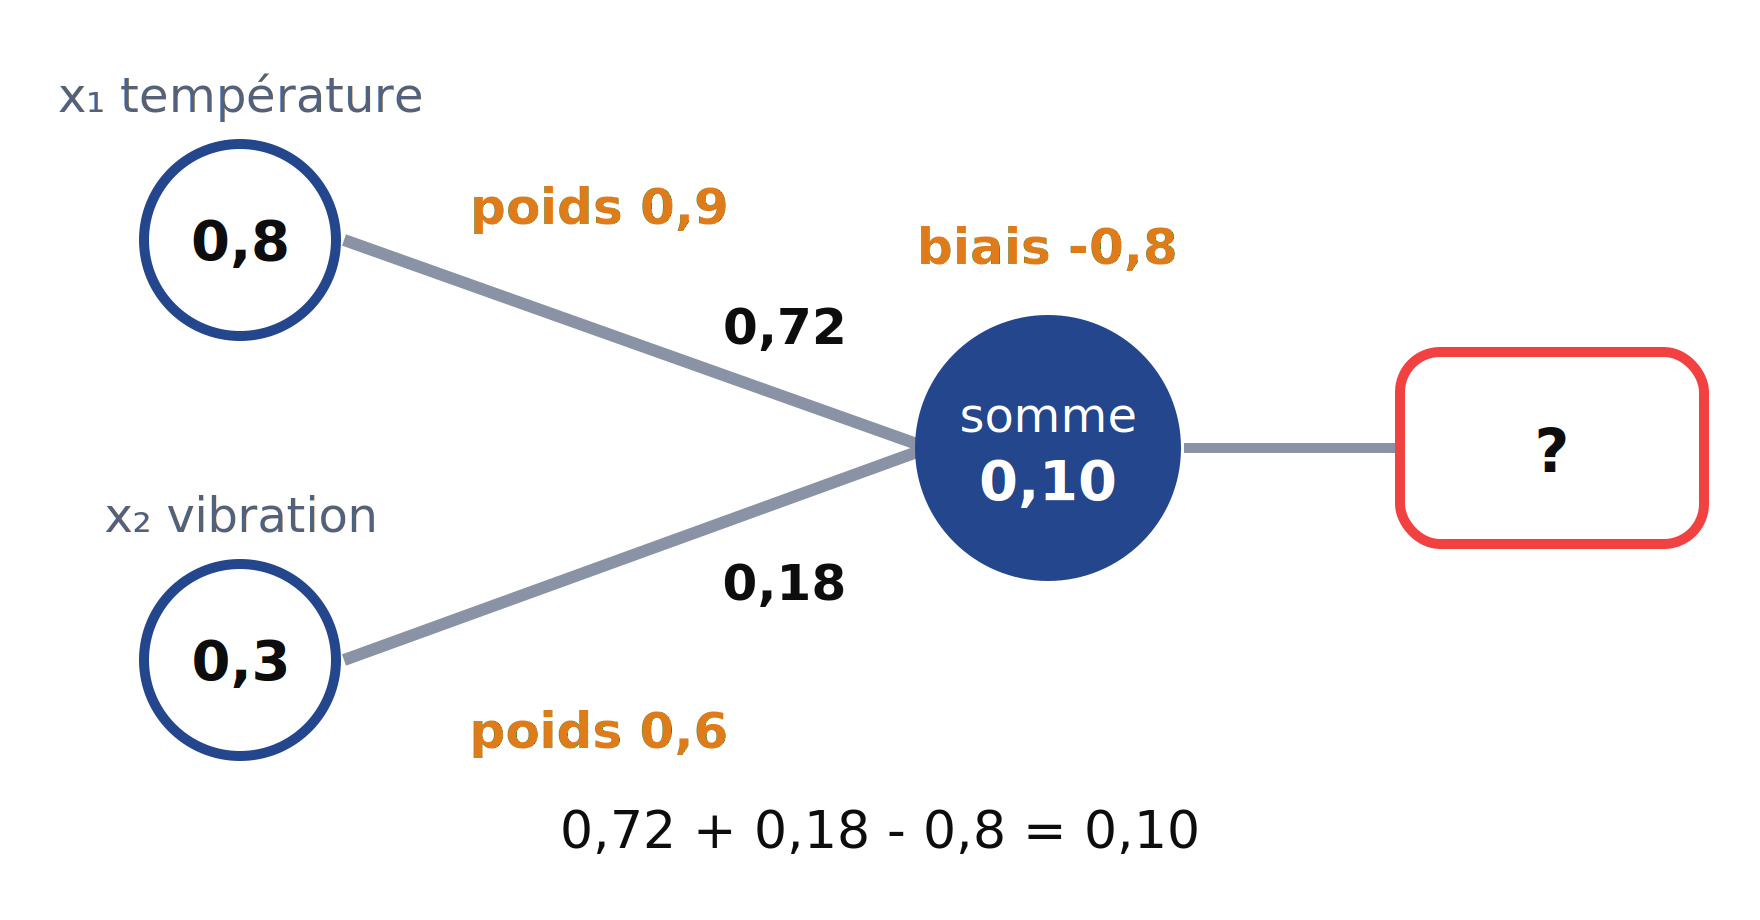 x₁ température
0,8
poids 0,9
biais -0,8
0,72
somme
0,10
?
x₂ vibration
0,3
0,18
poids 0,6
0,72 + 0,18 - 0,8 = 0,10